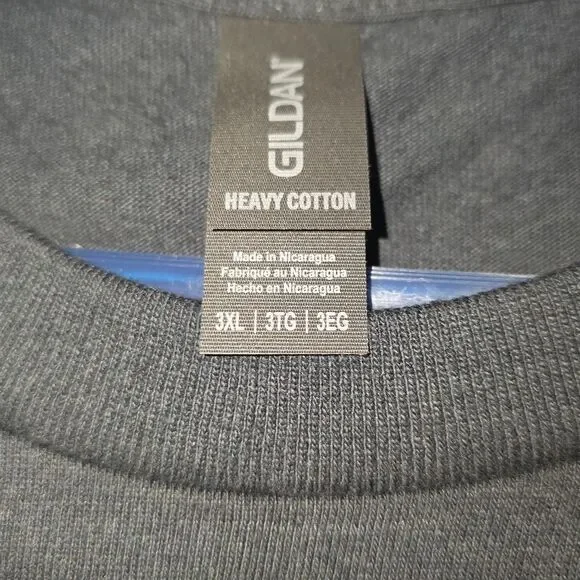 GILDAN
HEAVY COTTON
Made in Nicaragua
Fabriqué au Nicaragua
Hecho en Nicaragua
3XL | 3TG | 3EG